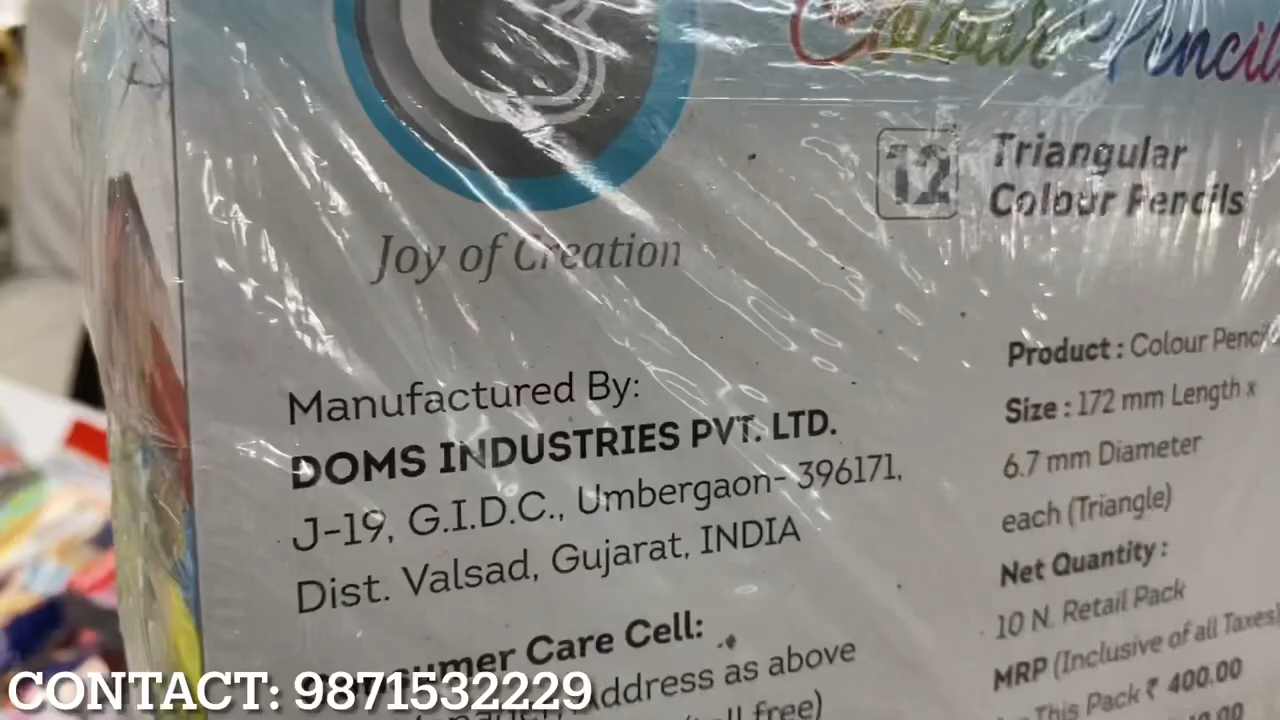 Colour Pencil
12
Triangular
Colour Pencils
Joy of Creation
Manufactured By:
DOMS INDUSTRIES PVT. LTD.
J-19, G.I.D.C., Umbergaon- 396171,
Dist. Valsad, Gujarat, INDIA
Consumer Care Cell:
Address as above
free)
Product : Colour Pencil
Size : 172 mm Length x
6.7 mm Diameter
each (Triangle)
Net Quantity :
10 N. Retail Pack
MRP (Inclusive of all Taxes)
This Pack ₹ 400.00
CONTACT: 9871532229